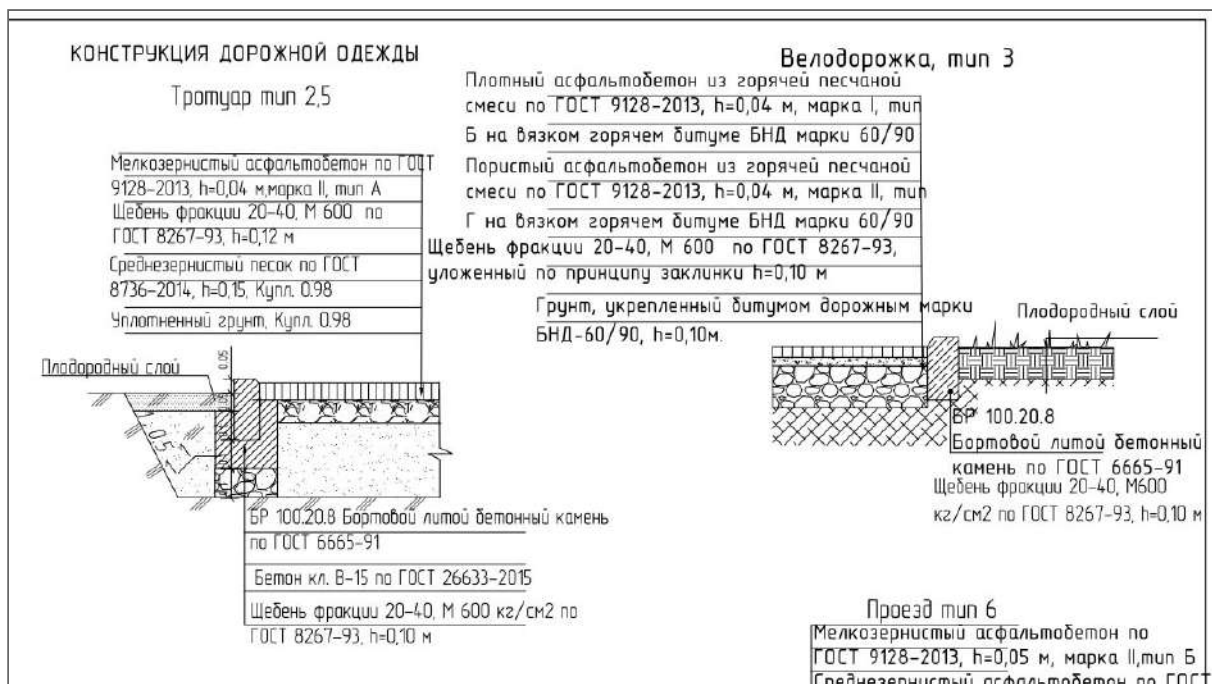 КОНСТРУКЦИЯ ДОРОЖНОЙ ОДЕЖДЫ
Тротуар тип 2,5
Мелкозернистый асфальтобетон по ГОСТ
9128-2013, h=0,04 м,марка II, тип А
Щебень фракции 20-40, М 600 по
ГОСТ 8267-93, h=0,12 м
Среднезернистый песок по ГОСТ
8736-2014, h=0,15, Купл. 0.98
Уплотненный грунт, Купл. 0.98
Плодородный слой
0.05
0.5
БР 100.20.8 Бортовой литой бетонный камень
по ГОСТ 6665-91
Бетон кл. В-15 по ГОСТ 26633-2015
Щебень фракции 20-40, М 600 кг/см2 по
ГОСТ 8267-93, h=0,10 м
Велодорожка, тип 3
Плотный асфальтобетон из горячей песчаной
смеси по ГОСТ 9128-2013, h=0,04 м, марка I, тип
Б на вязком горячем битуме БНД марки 60/90
Пористый асфальтобетон из горячей песчаной
смеси по ГОСТ 9128-2013, h=0,04 м, марка II, тип
Г на вязком горячем битуме БНД марки 60/90
Щебень фракции 20-40, М 600 по ГОСТ 8267-93,
уложенный по принципу заклинки h=0,10 м
Грунт, укрепленный битумом дорожным марки
БНД-60/90, h=0,10м.
Плодородный слой
БР 100.20.8
Бортовой литой бетонный
камень по ГОСТ 6665-91
Щебень фракции 20-40, М600
кг/см2 по ГОСТ 8267-93, h=0,10 м
Проезд тип 6
Мелкозернистый асфальтобетон по
ГОСТ 9128-2013, h=0,05 м, марка II,тип Б
Среднезернистый асфальтобетон по ГОСТ